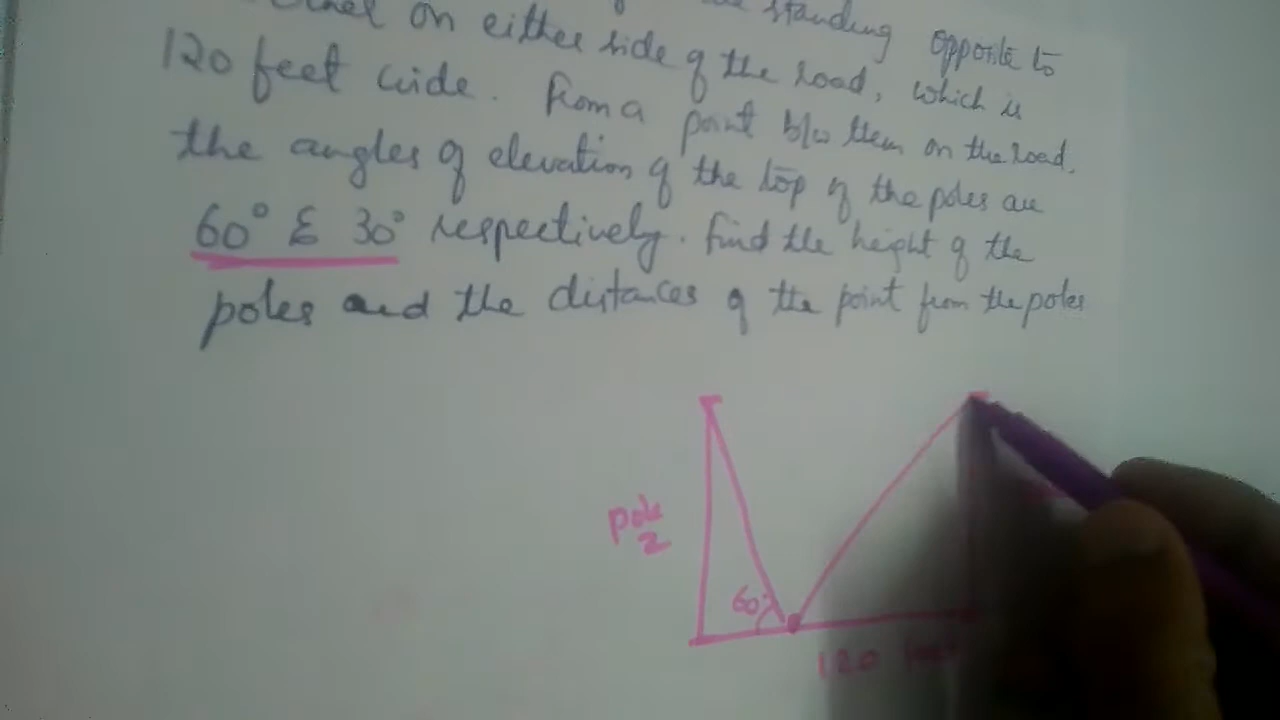 standing opposite to
on either side of the road, which is
120 feet wide. From a point b/w them on the road,
the angles of elevation of the top of the poles are
60° & 30° respectively. Find the height of the
poles and the distances of the point from the poles
pole
2
60°
120 feet